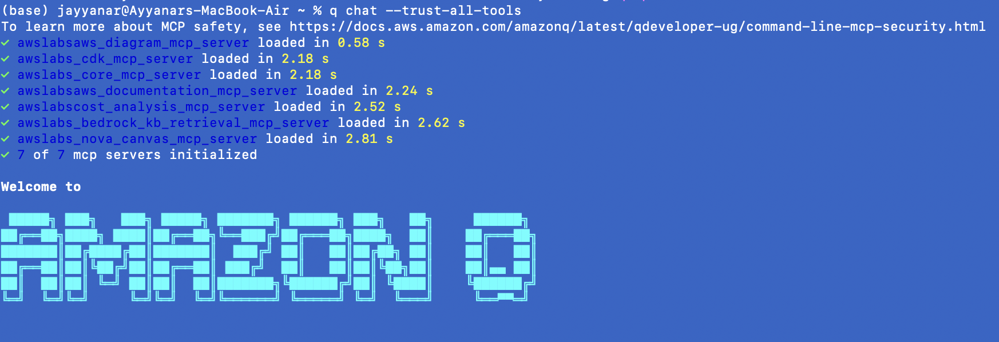 (base) jayyanar@Ayyanars-MacBook-Air ~ % q chat --trust-all-tools
To learn more about MCP safety, see https://docs.aws.amazon.com/amazonq/latest/qdeveloper-ug/command-line-mcp-security.html
✓ awslabsaws_diagram_mcp_server loaded in 0.58 s
✓ awslabs_cdk_mcp_server loaded in 2.18 s
✓ awslabs_core_mcp_server loaded in 2.18 s
✓ awslabsaws_documentation_mcp_server loaded in 2.24 s
✓ awslabscost_analysis_mcp_server loaded in 2.52 s
✓ awslabs_bedrock_kb_retrieval_mcp_server loaded in 2.62 s
✓ awslabs_nova_canvas_mcp_server loaded in 2.81 s
✓ 7 of 7 mcp servers initialized
Welcome to
AMAZON Q